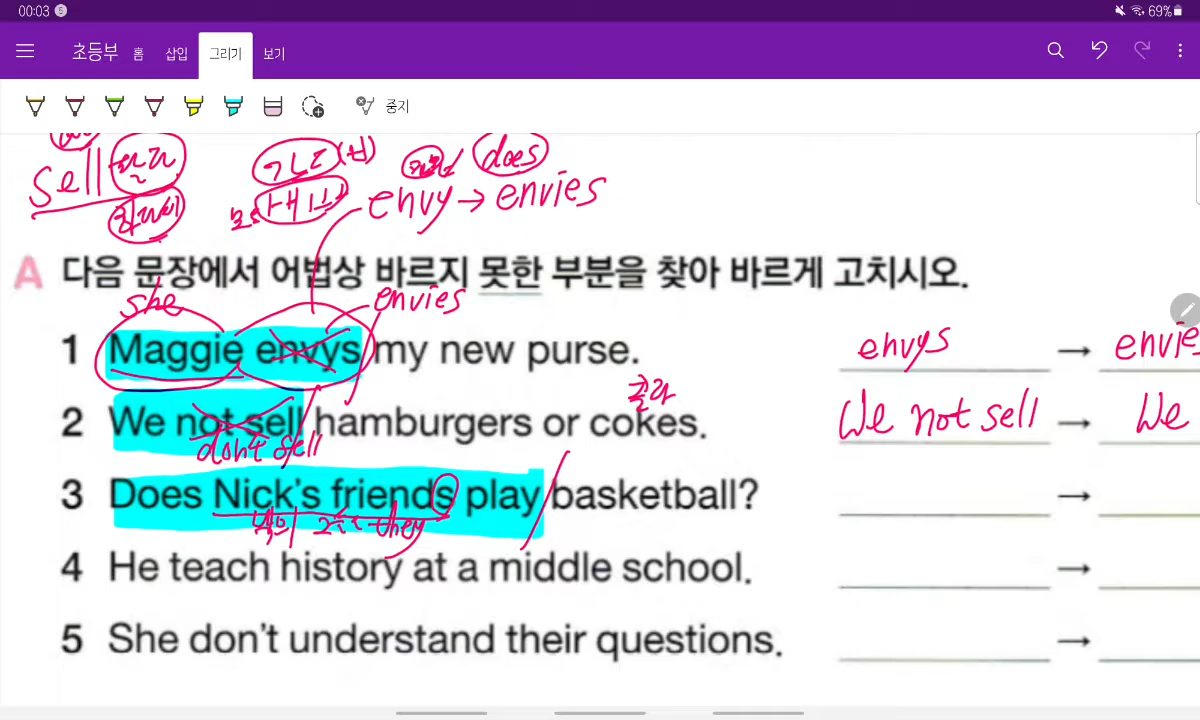 00:03 5 69%
초등부 홈 삽입 그리기 보기
중지
sell 판다 does
envy → envies
A 다음 문장에서 어법상 바르지 못한 부분을 찾아 바르게 고치시오.
she envies
1 Maggie envys my new purse. envys → envies
콜라
2 We not sell hamburgers or cokes. We not sell → We
don't sell
3 Does Nick's friends play basketball? →
they
4 He teach history at a middle school. →
5 She don't understand their questions. →